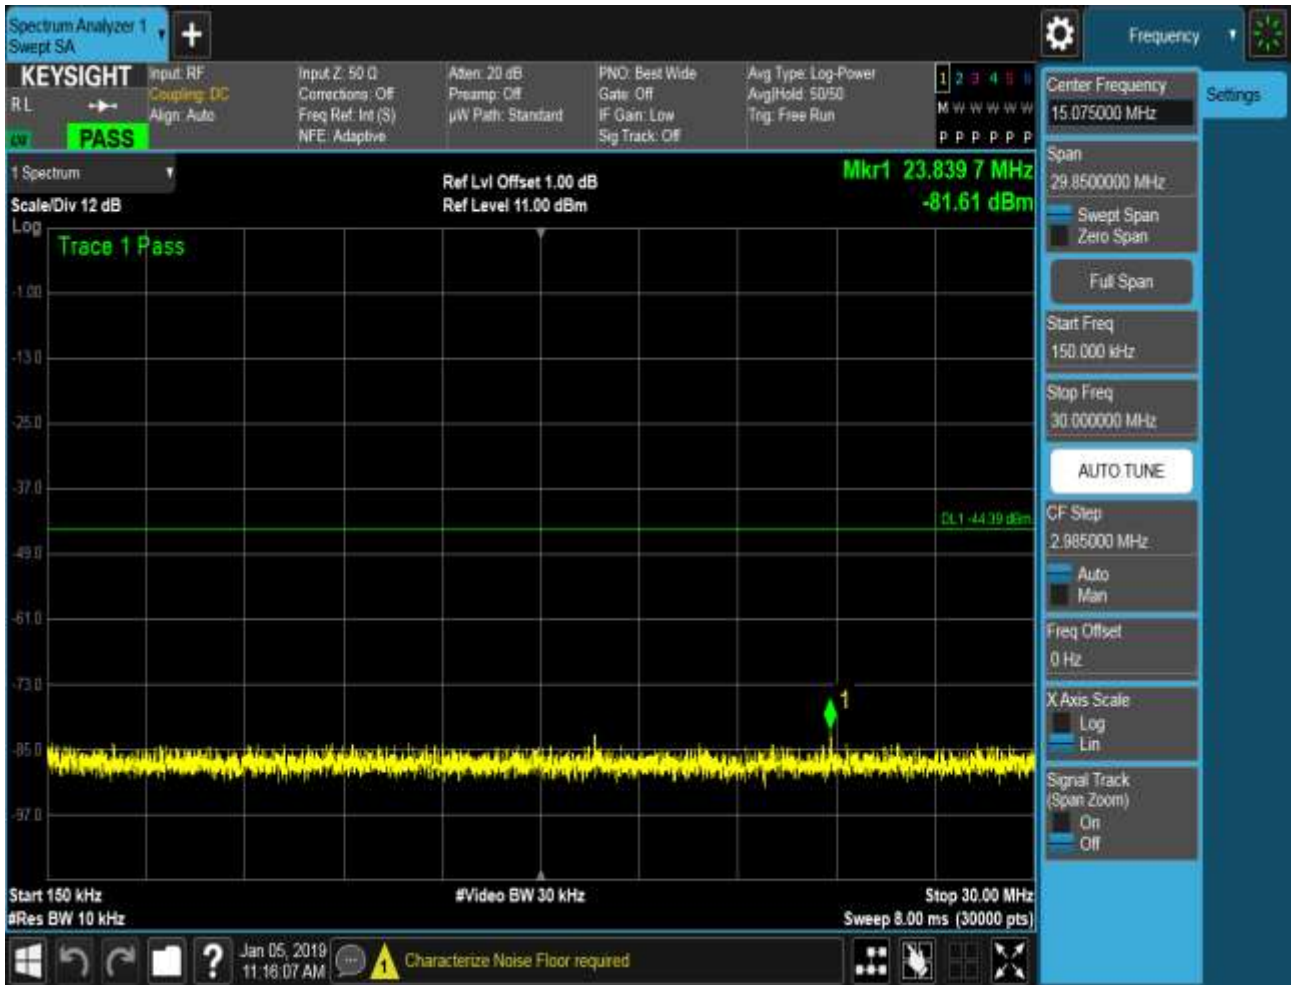 Spectrum Analyzer 1
Swept SA
+
Frequency
KEYSIGHT
R L
PASS
Input: RF
Coupling: DC
Align: Auto
Input Z: 50 Ω
Corrections: Off
Freq Ref: Int (S)
NFE: Adaptive
Atten: 20 dB
Preamp: Off
µW Path: Standard
PNO: Best Wide
Gate: Off
IF Gain: Low
Sig Track: Off
Avg Type: Log-Power
Avg|Hold: 50/50
Trig: Free Run
1 2 3 4 5 6
M W W W W W
P P P P P P
1 Spectrum
Scale/Div 12 dB
Log
Ref Lvl Offset 1.00 dB
Ref Level 11.00 dBm
Mkr1 23.839 7 MHz
-81.61 dBm
Trace 1 Pass
-1.00
-13.0
-25.0
-37.0
DL1 -44.39 dBm
-49.0
-61.0
-73.0
1
-85.0
-97.0
Start 150 kHz
#Res BW 10 kHz
#Video BW 30 kHz
Stop 30.00 MHz
Sweep 8.00 ms (30000 pts)
Center Frequency
15.075000 MHz
Settings
Span
29.8500000 MHz
Swept Span
Zero Span
Full Span
Start Freq
150.000 kHz
Stop Freq
30.000000 MHz
AUTO TUNE
CF Step
2.985000 MHz
Auto
Man
Freq Offset
0 Hz
X Axis Scale
Log
Lin
Signal Track
(Span Zoom)
On
Off
?
Jan 05, 2019
11:16:07 AM
1
Characterize Noise Floor required